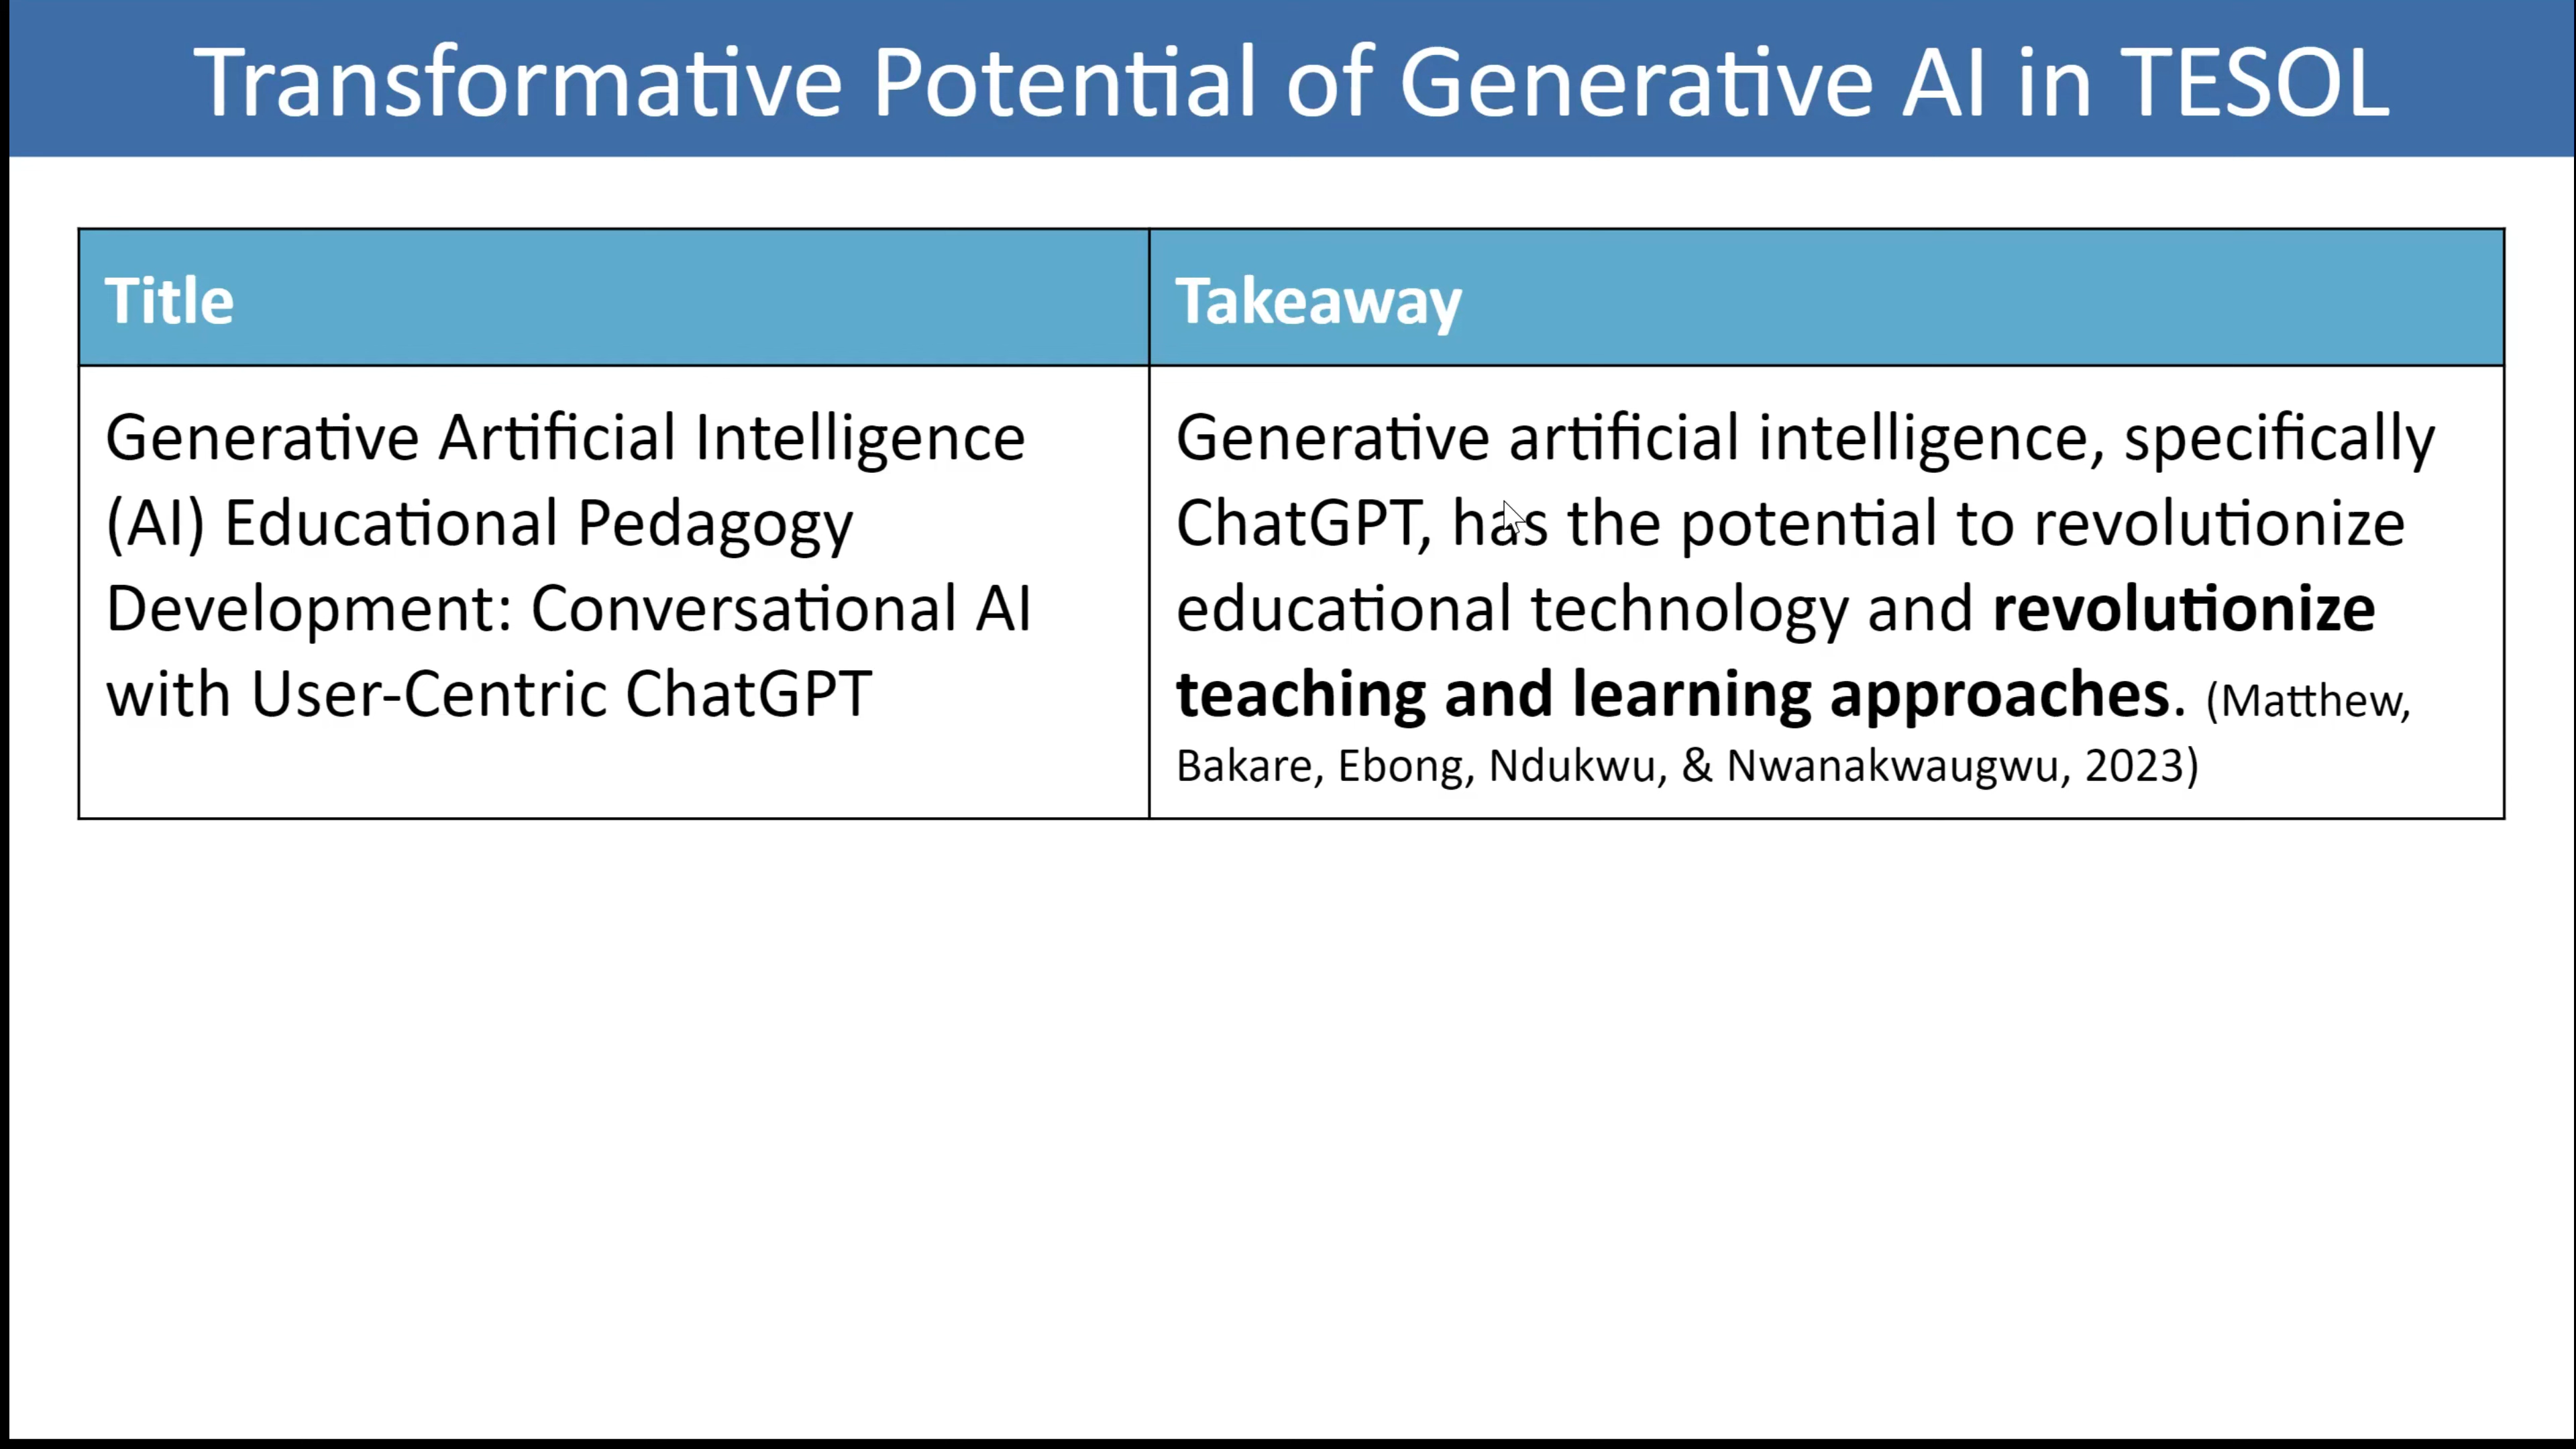 Transformative Potential of Generative AI in TESOL
Title
Takeaway
Generative Artificial Intelligence
(AI) Educational Pedagogy
Development: Conversational AI
with User-Centric ChatGPT
Generative artificial intelligence, specifically
ChatGPT, has the potential to revolutionize
educational technology and revolutionize
teaching and learning approaches. (Matthew,
Bakare, Ebong, Ndukwu, & Nwanakwaugwu, 2023)